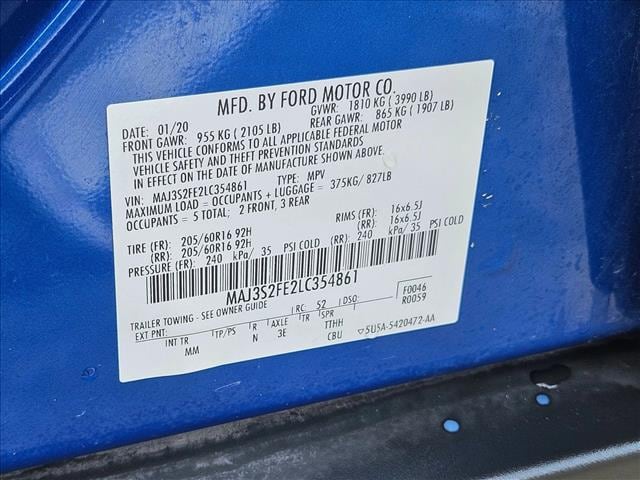 MFD. BY FORD MOTOR CO.
DATE: 01/20 GVWR: 1810 KG ( 3990 LB)
FRONT GAWR: 955 KG ( 2105 LB) REAR GAWR: 865 KG ( 1907 LB)
THIS VEHICLE CONFORMS TO ALL APPLICABLE FEDERAL MOTOR
VEHICLE SAFETY AND THEFT PREVENTION STANDARDS
IN EFFECT ON THE DATE OF MANUFACTURE SHOWN ABOVE.
VIN: MAJ3S2FE2LC354861 TYPE: MPV
MAXIMUM LOAD = OCCUPANTS + LUGGAGE = 375KG/ 827LB
OCCUPANTS = 5 TOTAL; 2 FRONT, 3 REAR
TIRE (FR): 205/60R16 92H RIMS (FR): 16x6.5J
(RR): 205/60R16 92H (RR): 16x6.5J
PRESSURE (FR): 240 kPa/ 35 PSI COLD (RR): 240 kPa/ 35 PSI COLD
MAJ3S2FE2LC354861
TRAILER TOWING - SEE OWNER GUIDE RC: 52 DSO: F0046
R0059
EXT PNT: INT TR TP/PS R AXLE TR SPR
MM N 3E TTHH
CBU 5U5A-5420472-AA